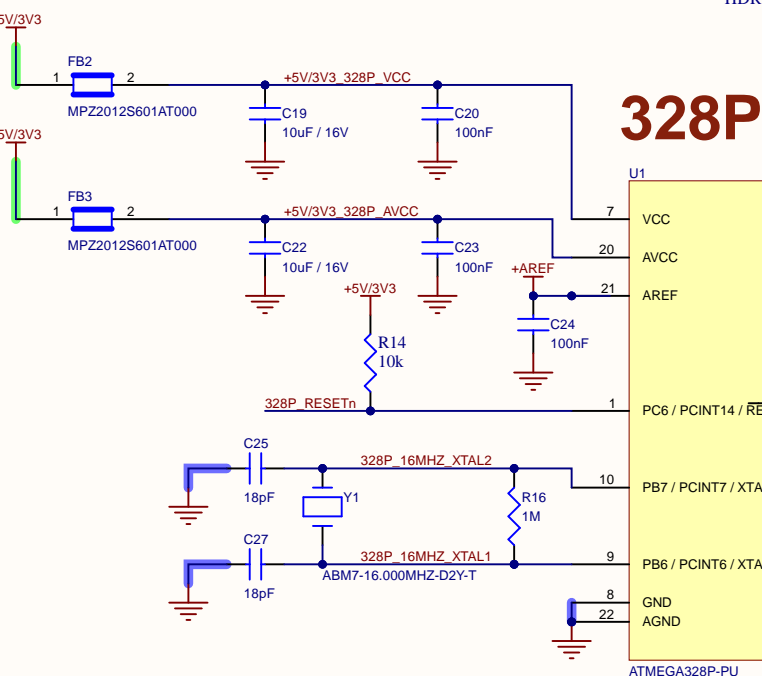 5V/3V3
FB2
1 2
+5V/3V3_328P_VCC
MPZ2012S601AT000
C19
10uF / 16V
C20
100nF
328P
5V/3V3
U1
FB3
1 2
+5V/3V3_328P_AVCC
MPZ2012S601AT000
7 VCC
C22
10uF / 16V
C23
100nF
20 AVCC
+AREF
21 AREF
+5V/3V3
C24
100nF
R14
10k
328P_RESETn
1 PC6 / PCINT14 / RE
C25
18pF
328P_16MHZ_XTAL2
10 PB7 / PCINT7 / XTA
Y1
R16
1M
C27
18pF
328P_16MHZ_XTAL1
9 PB6 / PCINT6 / XTA
ABM7-16.000MHZ-D2Y-T
8 GND
22 AGND
ATMEGA328P-PU